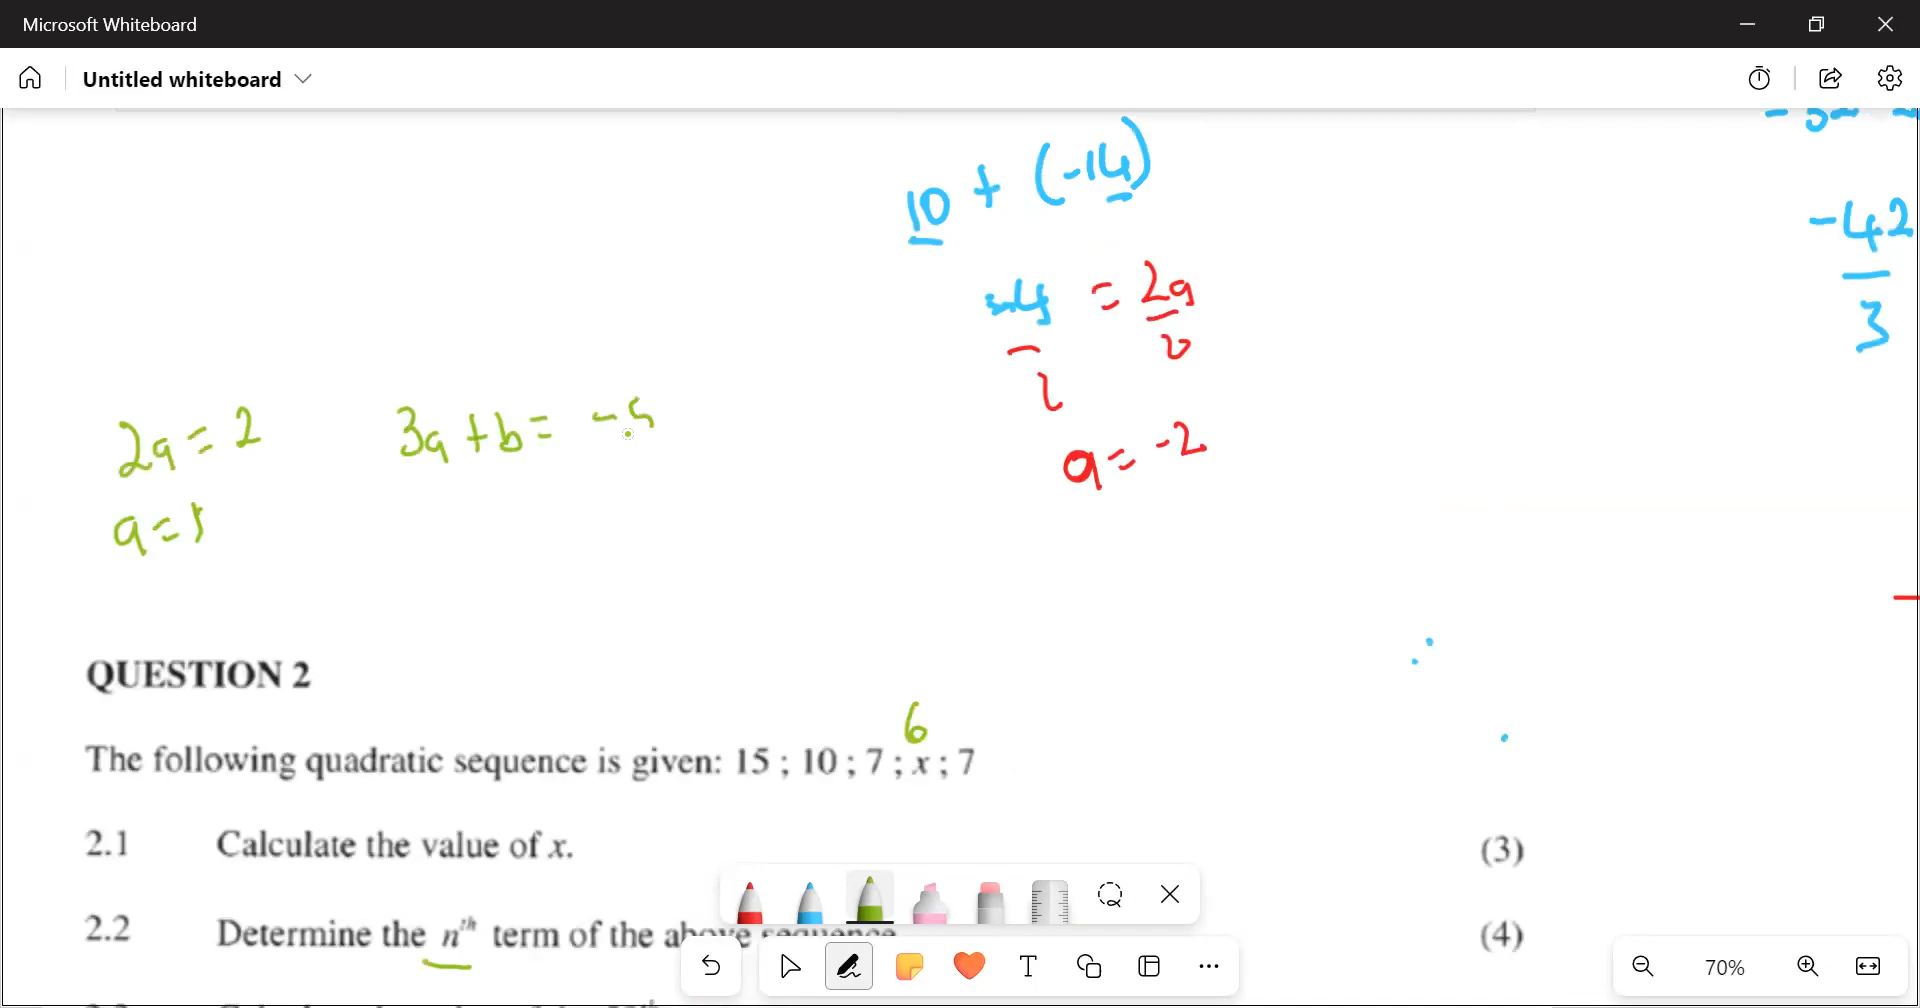 Microsoft Whiteboard
Untitled whiteboard
10 + (-14)
= 2a
2
a = -2
-42
3
2a = 2
3a + b = -5
a = 1
QUESTION 2
6
The following quadratic sequence is given: 15 ; 10 ; 7 ; x ; 7
2.1 Calculate the value of x. (3)
2.2 Determine the nth term of the above sequence (4)
70%